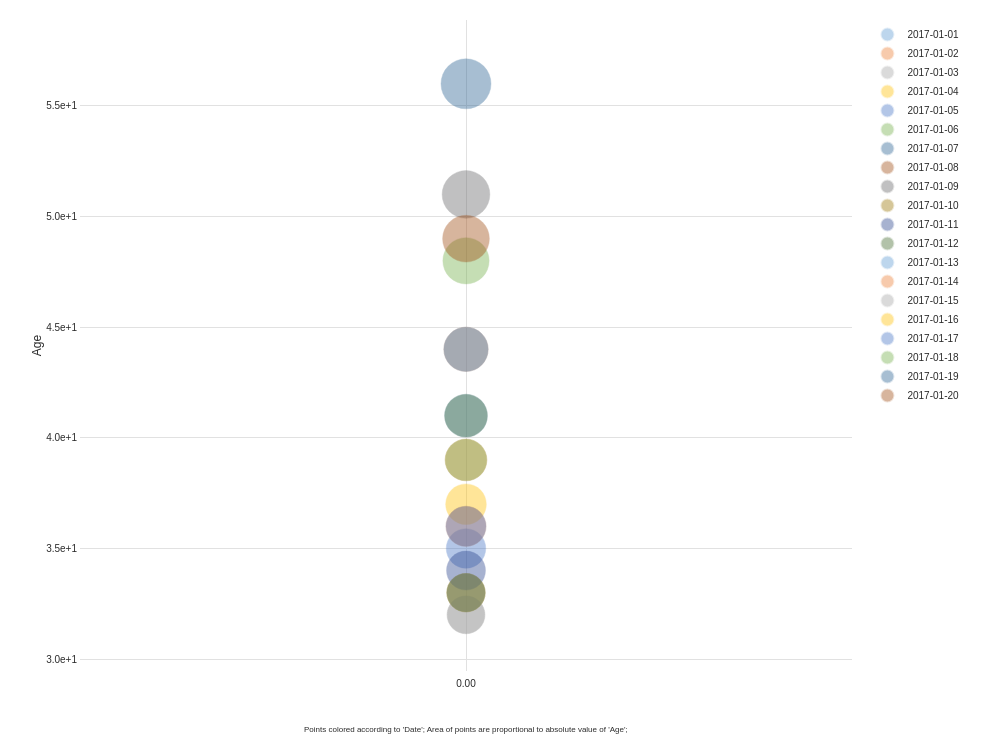 5.5e+1
5.0e+1
4.5e+1
4.0e+1
3.5e+1
3.0e+1
Age
0.00
2017-01-01
2017-01-02
2017-01-03
2017-01-04
2017-01-05
2017-01-06
2017-01-07
2017-01-08
2017-01-09
2017-01-10
2017-01-11
2017-01-12
2017-01-13
2017-01-14
2017-01-15
2017-01-16
2017-01-17
2017-01-18
2017-01-19
2017-01-20
Points colored according to 'Date'; Area of points are proportional to absolute value of 'Age';